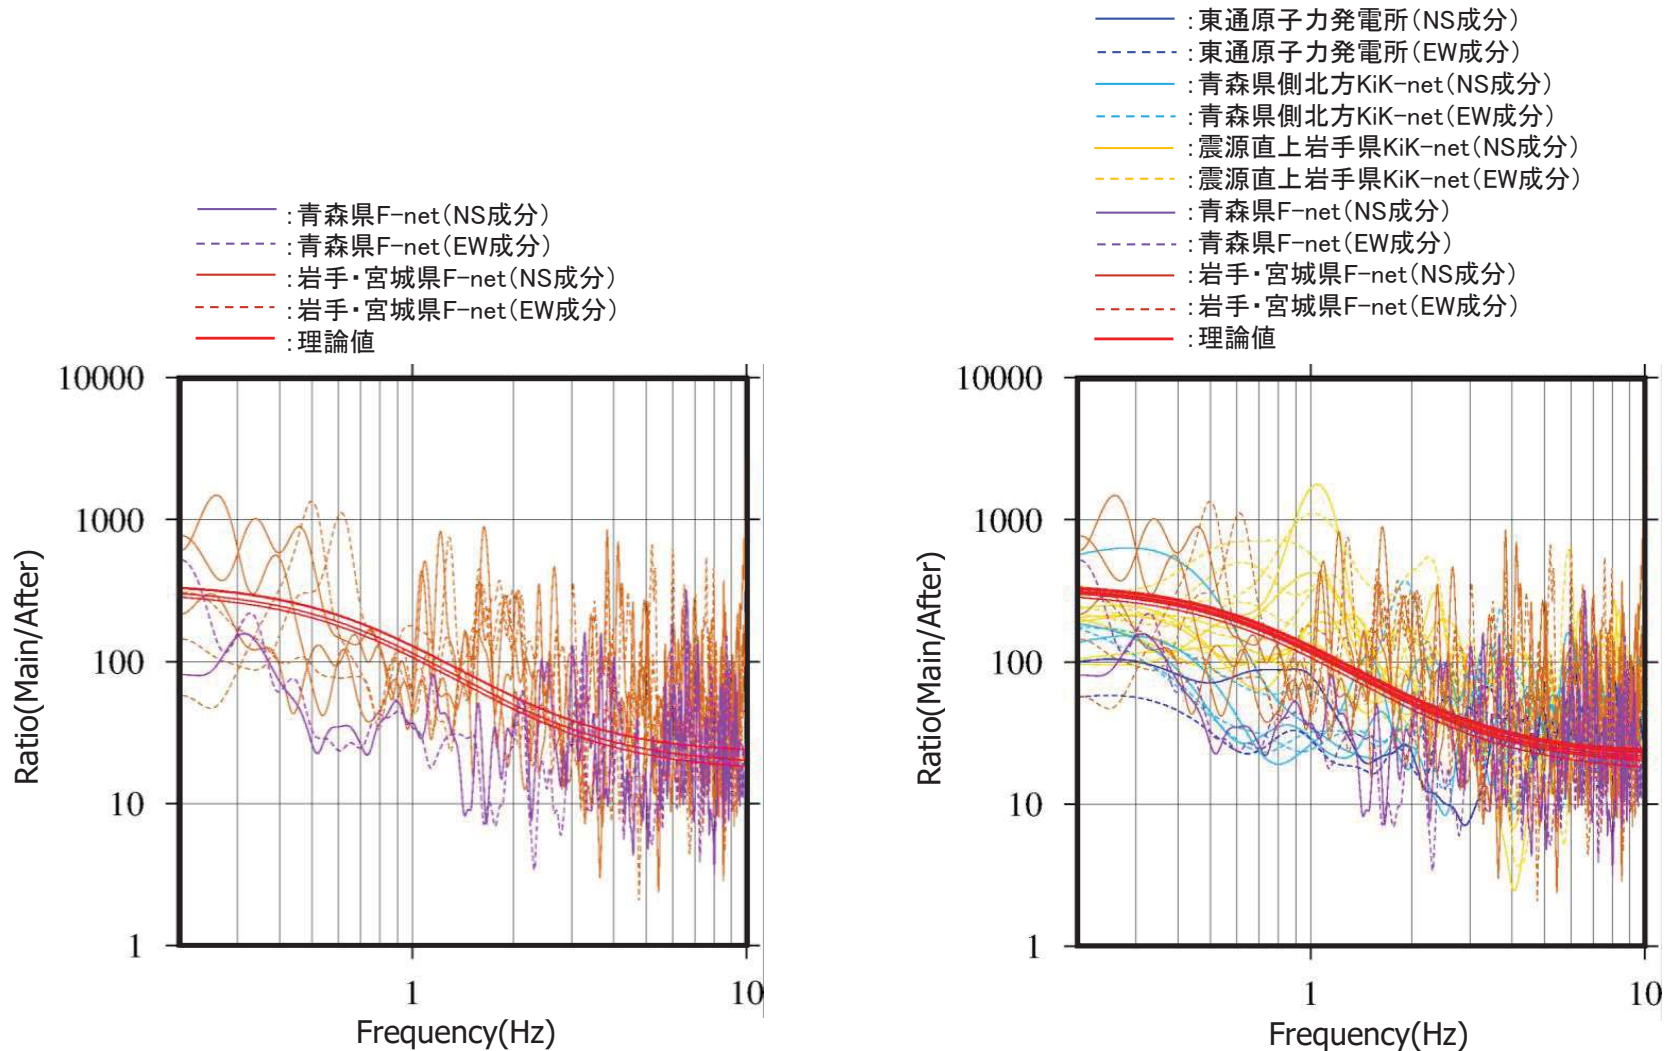 :青森県F-net(NS成分)
:青森県F-net(EW成分)
:岩手・宮城県F-net(NS成分)
:岩手・宮城県F-net(EW成分)
:理論値
10000
1000
100
10
1
Ratio(Main/After)
1
10
Frequency(Hz)
:東通原子力発電所(NS成分)
:東通原子力発電所(EW成分)
:青森県側北方KiK-net(NS成分)
:青森県側北方KiK-net(EW成分)
:震源直上岩手県KiK-net(NS成分)
:震源直上岩手県KiK-net(EW成分)
:青森県F-net(NS成分)
:青森県F-net(EW成分)
:岩手・宮城県F-net(NS成分)
:岩手・宮城県F-net(EW成分)
:理論値
10000
1000
100
10
1
Ratio(Main/After)
1
10
Frequency(Hz)